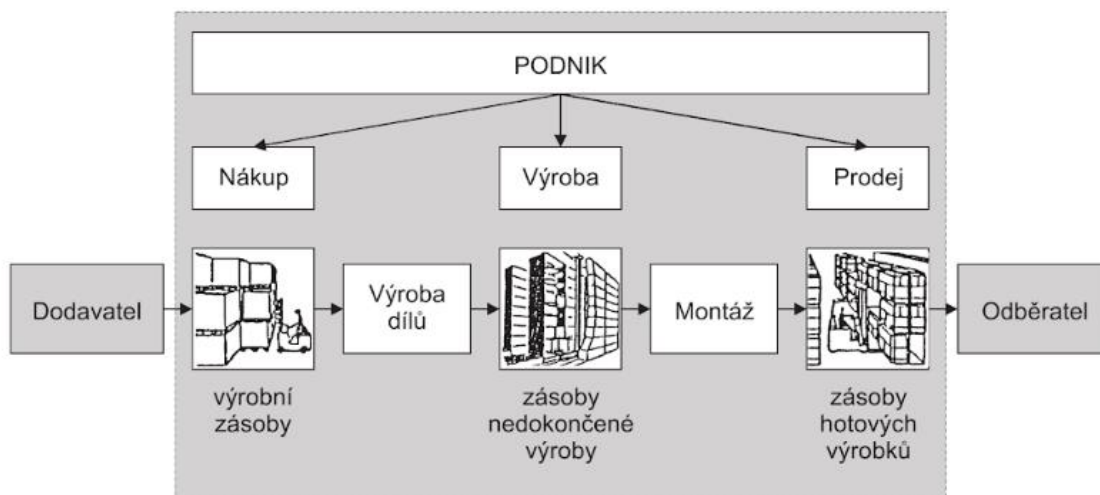 PODNIK
Nákup
Výroba
Prodej
Dodavatel
Výroba
dílů
Montáž
Odběratel
výrobní
zásoby
zásoby
nedokončené
výroby
zásoby
hotových
výrobků